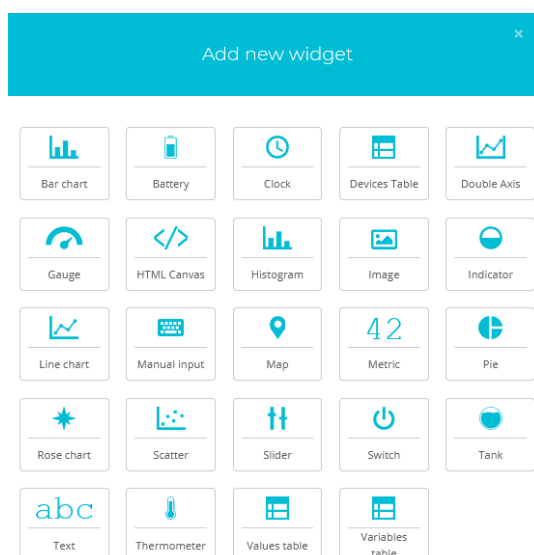 Add new widget
×
Bar chart
Battery
Clock
Devices Table
Double Axis
Gauge
HTML Canvas
Histogram
Image
Indicator
Line chart
Manual input
Map
42
Metric
Pie
Rose chart
Scatter
Slider
Switch
Tank
abc
Text
Thermometer
Values table
Variables
table